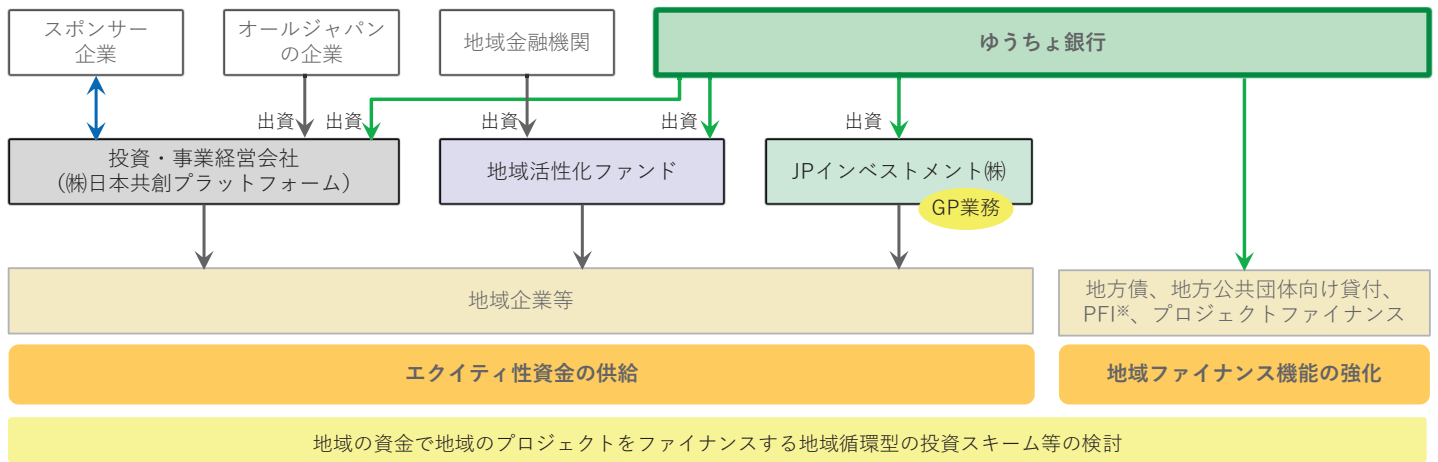 スポンサー
企業
オールジャパン
の企業
地域金融機関
ゆうちょ銀行
出資
出資
出資
出資
出資
投資・事業経営会社
（㈱日本共創プラットフォーム）
地域活性化ファンド
JPインベストメント㈱
GP業務
地域企業等
地方債、地方公共団体向け貸付、
PFI※、プロジェクトファイナンス
エクイティ性資金の供給
地域ファイナンス機能の強化
地域の資金で地域のプロジェクトをファイナンスする地域循環型の投資スキーム等の検討